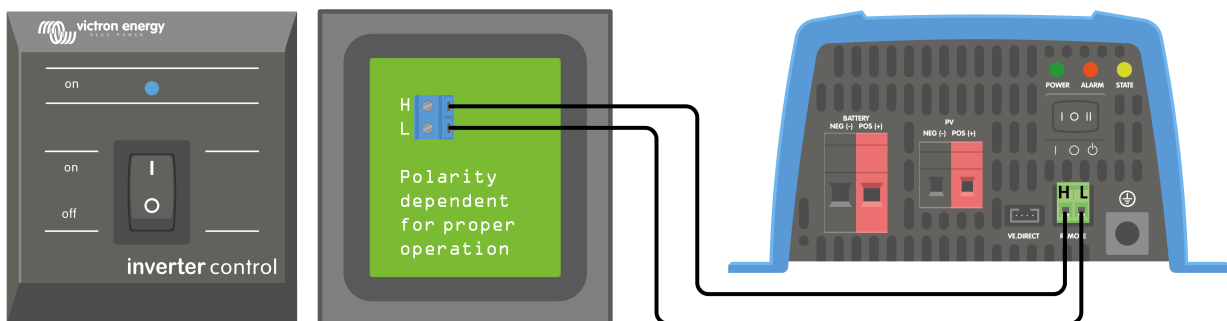 victron energy
BLUE POWER
on
on
off
inverter control
H
L
Polarity
dependent
for proper
operation
POWER ALARM STATE
BATTERY
NEG (-) POS (+)
PV
NEG (-) POS (+)
I O II
I O
H L
VE.DIRECT
REMOTE